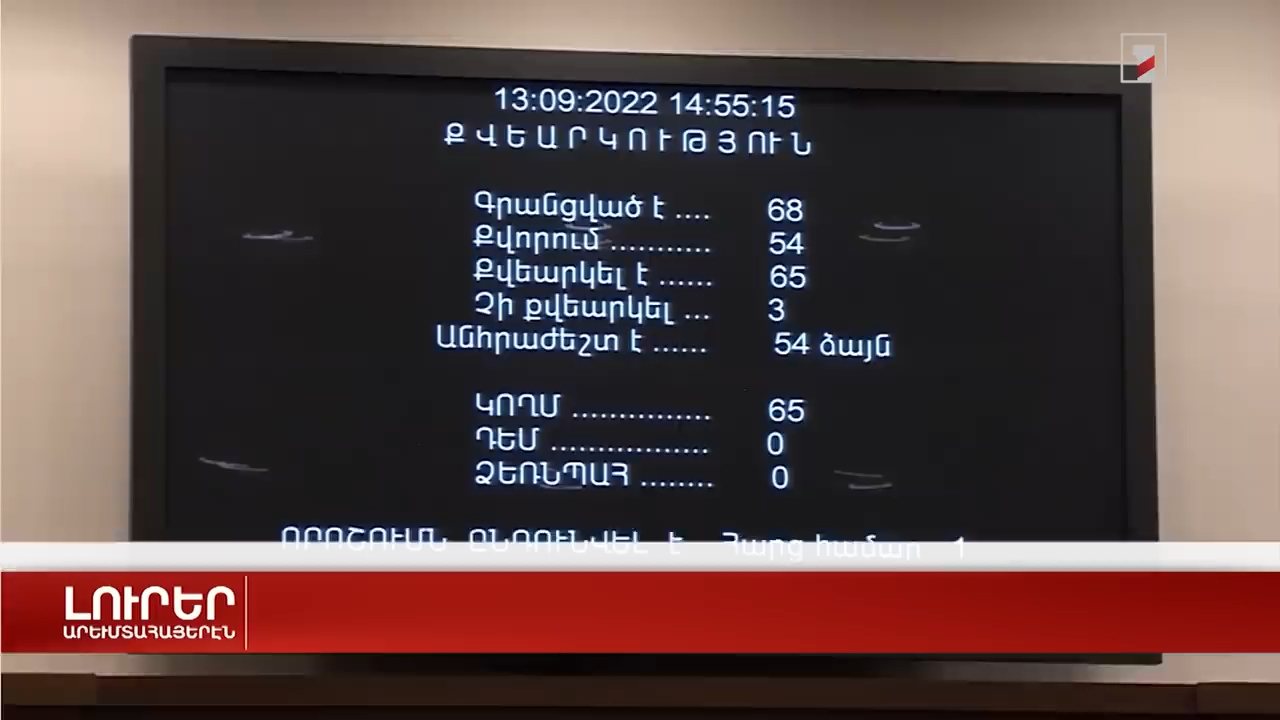 13:09:2022 14:55:15
ՔՎԵԱՐԿՈՒԹՅՈՒՆ
Գրանցված է .... 68
Քվորում ........... 54
Քվեարկել է ...... 65
Չի քվեարկել ... 3
Անհրաժեշտ է ...... 54 ձայն
ԿՈՂՄ ............... 65
ԴԵՄ ................. 0
ՁԵՌՆՊԱՀ ........ 0
ՈՐՈՇՈՒՄՆ ԸՆԴՈՒՆՎԵԼ է Հարց համար 1
ԼՈՒՐԵՐ
ԱՐԵՒՄՏԱՀԱՅԵՐԷՆ